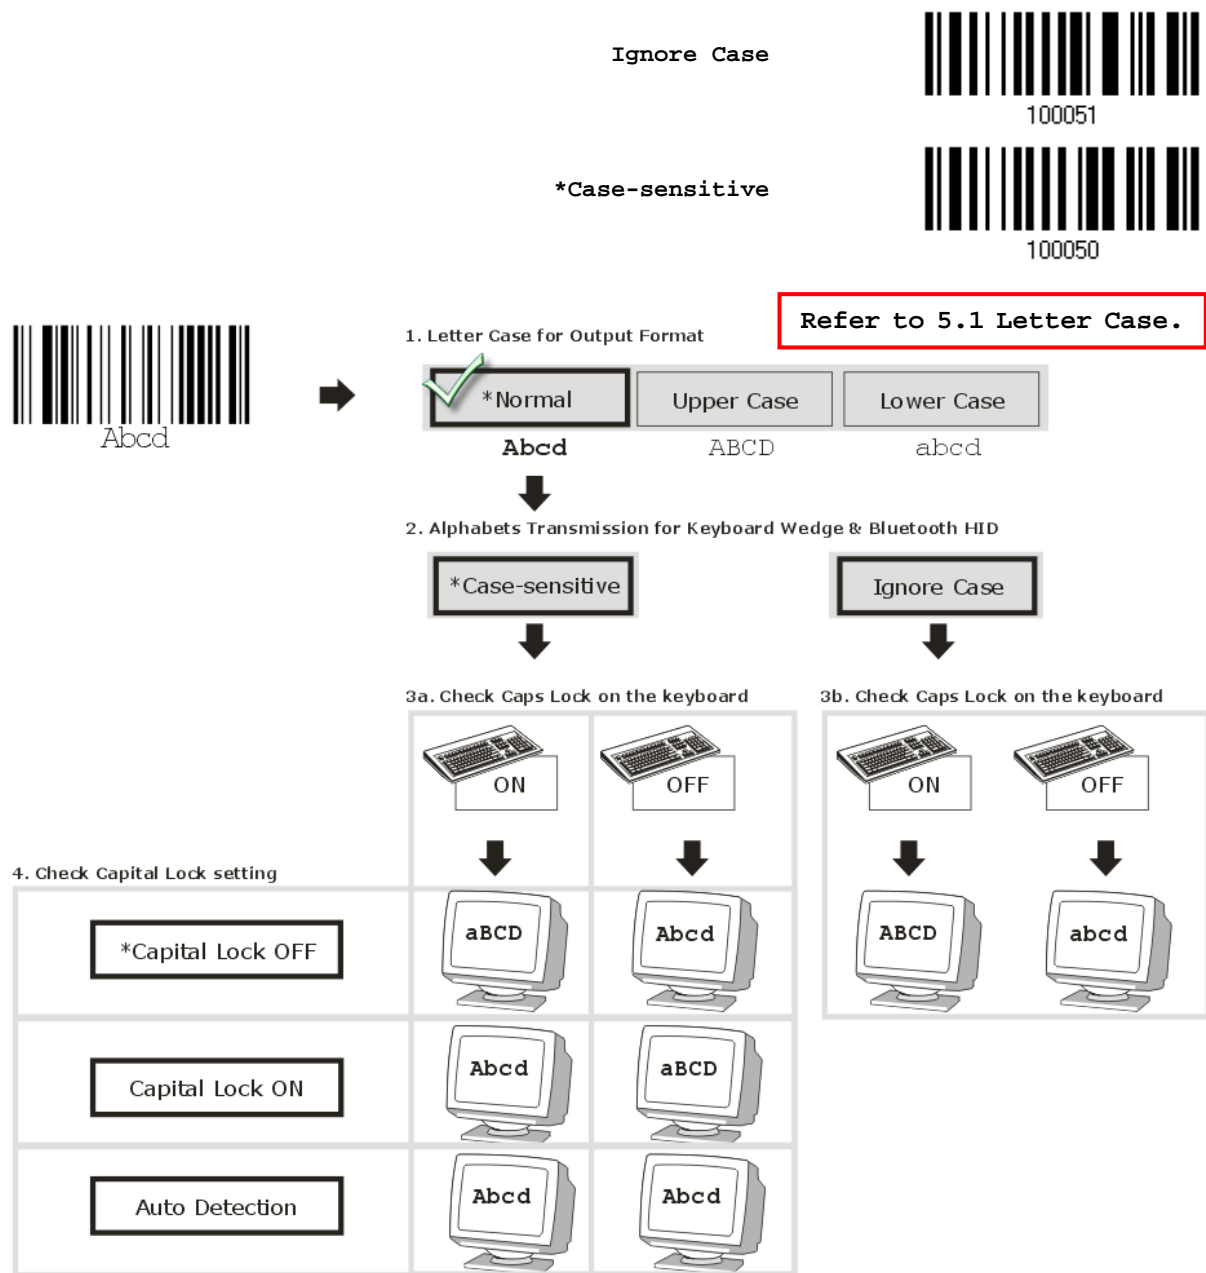 Ignore Case
100051
*Case-sensitive
100050
Refer to 5.1 Letter Case.
1. Letter Case for Output Format
Abcd
*Normal Upper Case Lower Case
Abcd ABCD abcd
2. Alphabets Transmission for Keyboard Wedge & Bluetooth HID
*Case-sensitive Ignore Case
3a. Check Caps Lock on the keyboard 3b. Check Caps Lock on the keyboard
ON OFF ON OFF
4. Check Capital Lock setting
*Capital Lock OFF aBCD Abcd ABCD abcd
Capital Lock ON Abcd aBCD
Auto Detection Abcd Abcd